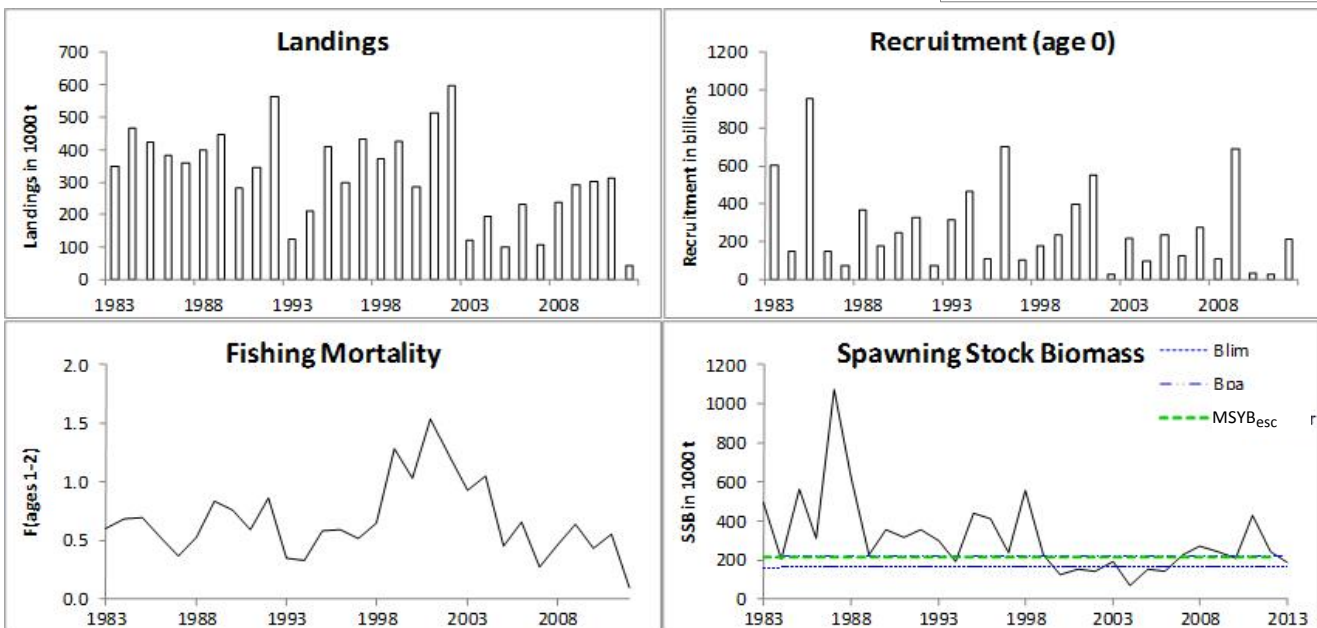 Landings
700
600
500
400
300
200
100
0
Landings in 1000 t
1983 1988 1993 1998 2003 2008
Recruitment (age 0)
1200
1000
800
600
400
200
0
Recruitment in billions
1983 1988 1993 1998 2003 2008
Fishing Mortality
2.0
1.5
1.0
0.5
0.0
F(ages 1-2)
1983 1988 1993 1998 2003 2008
Spawning Stock Biomass
1200
1000
800
600
400
200
0
SSB in 1000 t
Blim
Bpa
MSYBesc r
1983 1988 1993 1998 2003 2008 2013